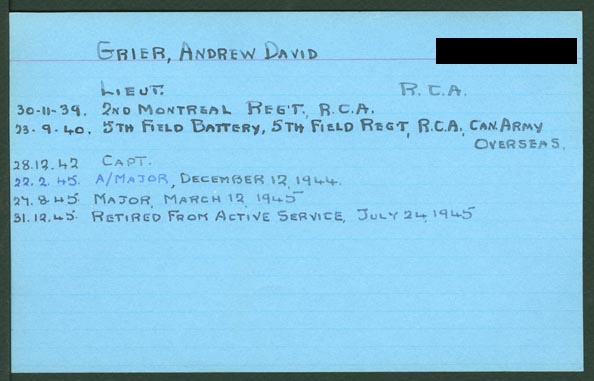 GRIER, ANDREW DAVID
LIEUT. R.C.A.
30-11-39. 2ND MONTREAL REG'T., R.C.A.
23-9-40. 5TH FIELD BATTERY, 5TH FIELD REGT, R.C.A. CAN. ARMY
OVERSEAS.
28.12.42 CAPT.
22.2.45. A/MAJOR, DECEMBER 12, 1944.
27.8.45 MAJOR, MARCH 12, 1945
31.12.45. RETIRED FROM ACTIVE SERVICE, JULY 24, 1945